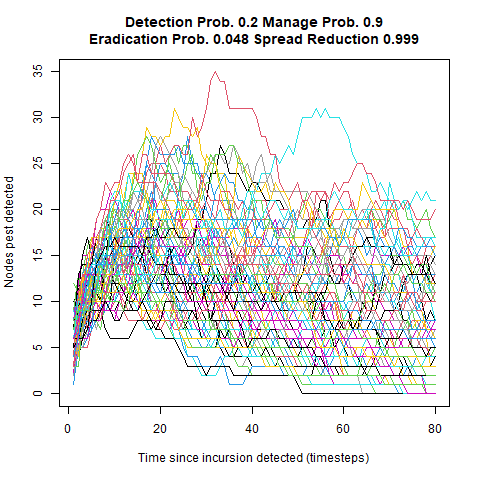 Detection Prob. 0.2 Manage Prob. 0.9
Eradication Prob. 0.048 Spread Reduction 0.999
35
30
25
20
15
10
5
0
Nodes pest detected
0 20 40 60 80
Time since incursion detected (timesteps)